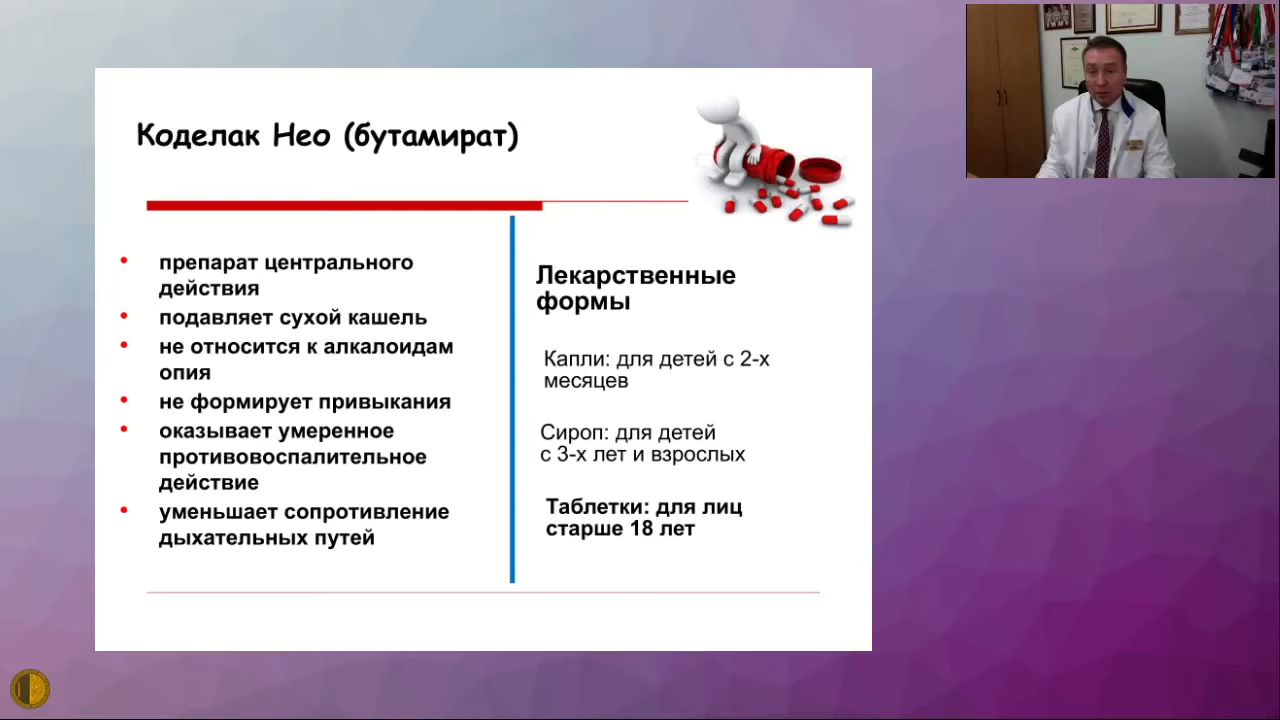 Коделак Нео (бутамират)
препарат центрального
действия
подавляет сухой кашель
не относится к алкалоидам
опия
не формирует привыкания
оказывает умеренное
противовоспалительное
действие
уменьшает сопротивление
дыхательных путей
Лекарственные
формы
Капли: для детей с 2-х
месяцев
Сироп: для детей
с 3-х лет и взрослых
Таблетки: для лиц
старше 18 лет